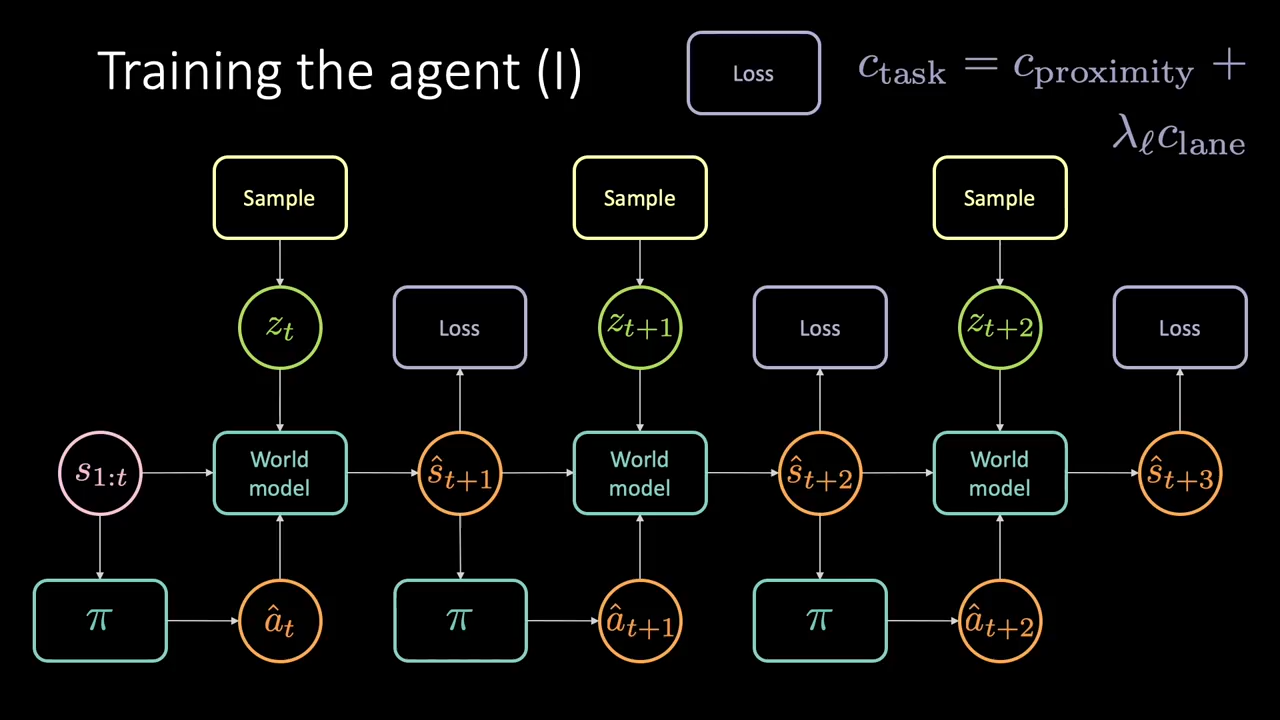 Training the agent (I)
Loss
c_task = c_proximity +
λ_ℓ c_lane
Sample
Sample
Sample
z_t
Loss
z_{t+1}
Loss
z_{t+2}
Loss
s_{1:t}
World
model
ŝ_{t+1}
World
model
ŝ_{t+2}
World
model
ŝ_{t+3}
π
â_t
π
â_{t+1}
π
â_{t+2}